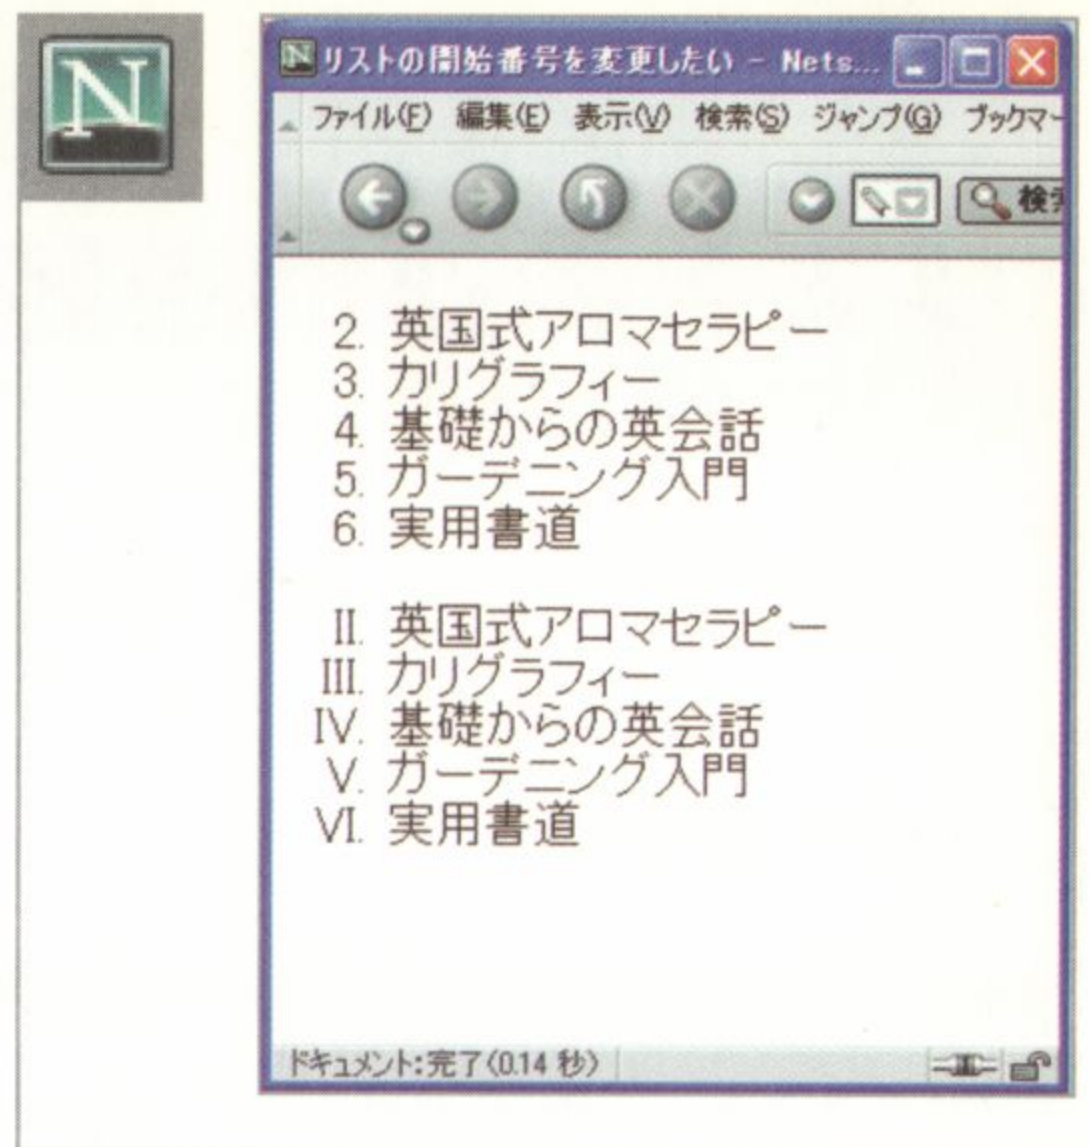 N
リストの開始番号を変更したい - Nets...
ファイル(F) 編集(E) 表示(V) 検索(S) ジャンプ(G) ブックマー
検索
2. 英国式アロマセラピー
3. カリグラフィー
4. 基礎からの英会話
5. ガーデニング入門
6. 実用書道
II. 英国式アロマセラピー
III. カリグラフィー
IV. 基礎からの英会話
V. ガーデニング入門
VI. 実用書道
ドキュメント:完了(0.14 秒)